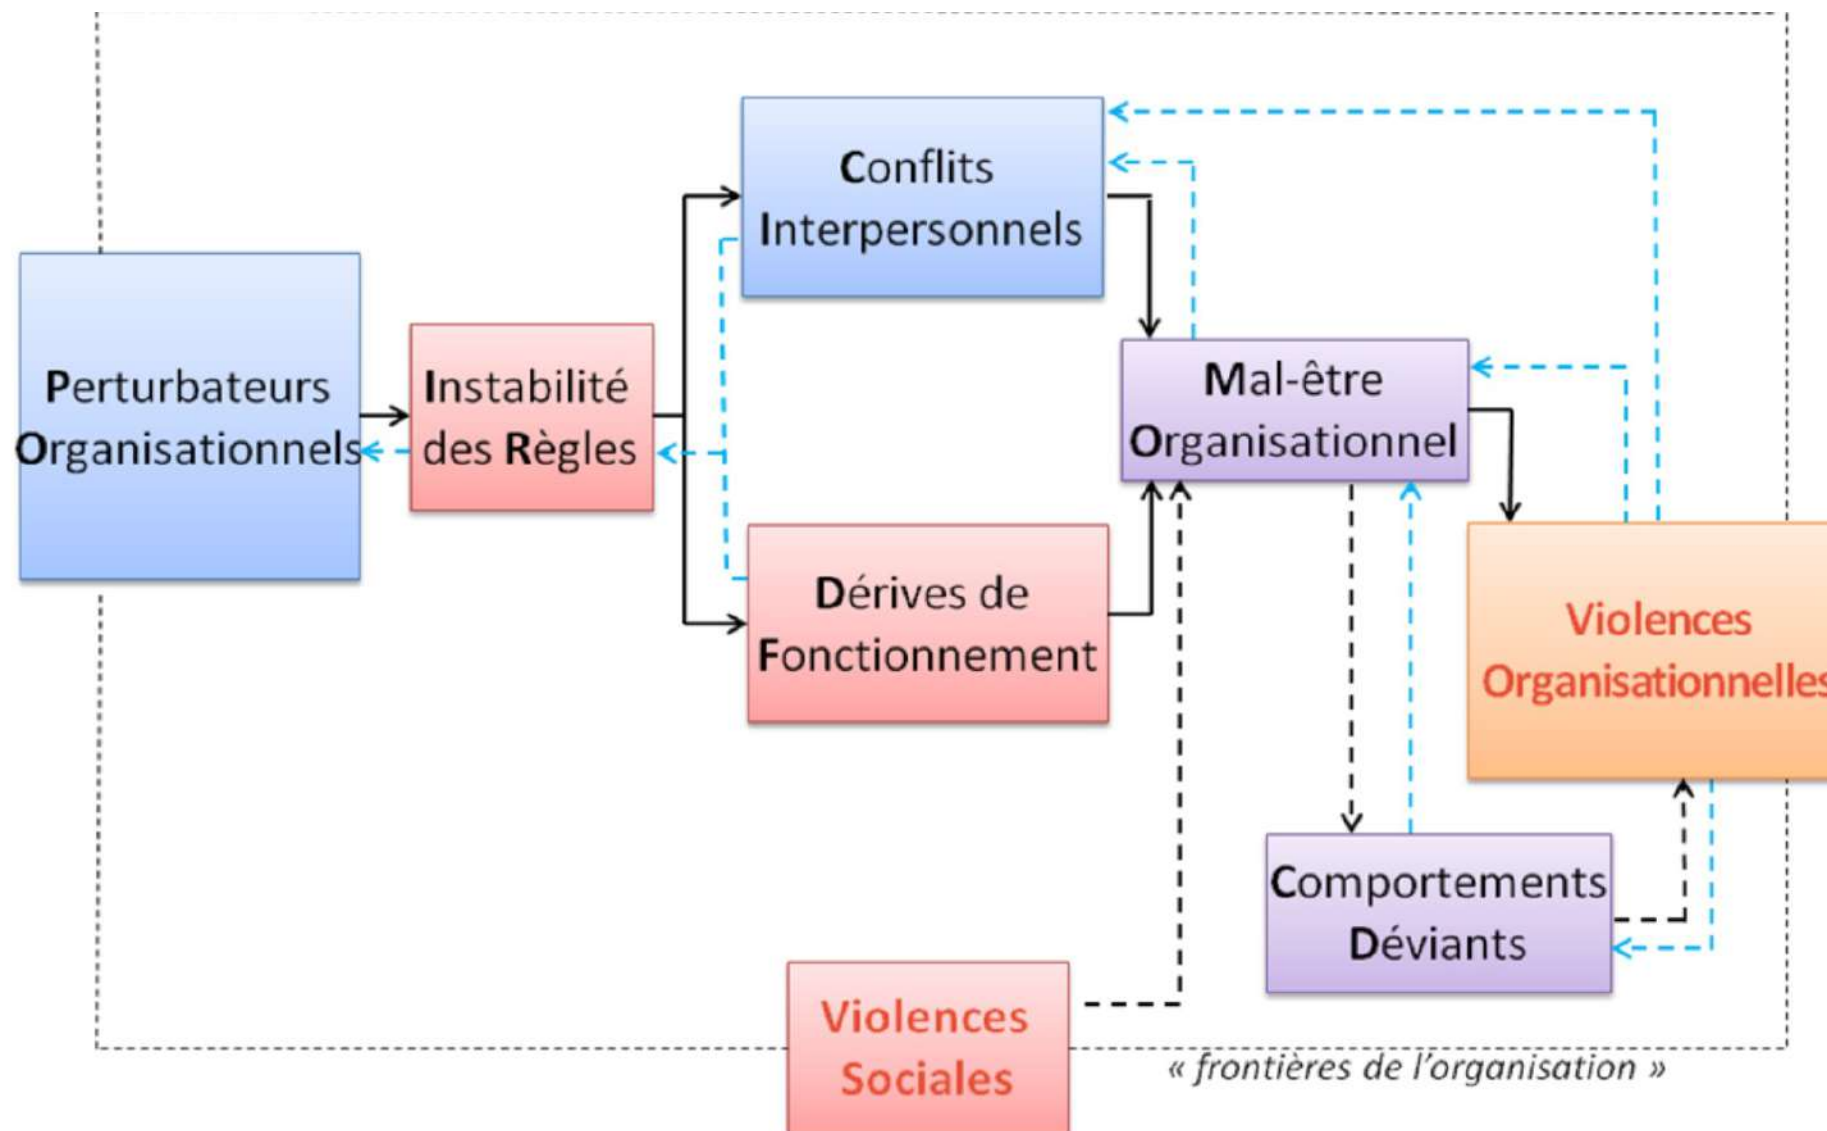 Perturbateurs
Organisationnels
Instabilité
des Règles
Conflits
Interpersonnels
Dérives de
Fonctionnement
Mal-être
Organisationnel
Violences
Organisationnelles
Comportements
Déviants
Violences
Sociales
« frontières de l’organisation »